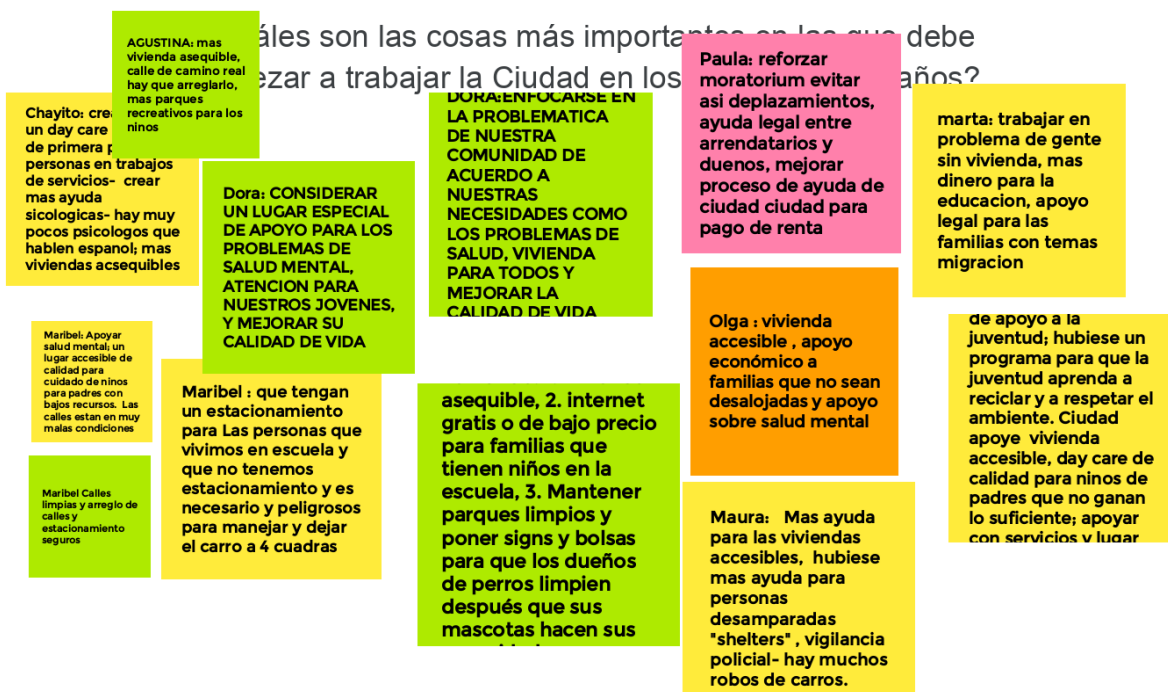 áles son las cosas más importantes en las que debe
ezar a trabajar la Ciudad en los años?
AGUSTINA: mas
vivienda asequible,
calle de camino real
hay que arreglarlo,
mas parques
recreativos para los
ninos
Chayito:
un day care
de primera
personas en trabajos
de servicios- crear
mas ayuda
sicologicas- hay muy
pocos psicologos que
hablen espanol; mas
viviendas acsequibles
Dora: CONSIDERAR
UN LUGAR ESPECIAL
DE APOYO PARA LOS
PROBLEMAS DE
SALUD MENTAL,
ATENCION PARA
NUESTROS JOVENES,
Y MEJORAR SU
CALIDAD DE VIDA
DORA:ENFOCARSE EN
LA PROBLEMATICA
DE NUESTRA
COMUNIDAD DE
ACUERDO A
NUESTRAS
NECESIDADES COMO
LOS PROBLEMAS DE
SALUD, VIVIENDA
PARA TODOS Y
MEJORAR LA
CALIDAD DE VIDA
Paula: reforzar
moratorium evitar
asi deplazamientos,
ayuda legal entre
arrendatarios y
duenos, mejorar
proceso de ayuda de
ciudad ciudad para
pago de renta
marta: trabajar en
problema de gente
sin vivienda, mas
dinero para la
educacion, apoyo
legal para las
familias con temas
migracion
Maribel: Apoyar
salud mental; un
lugar accesible de
calidad para
cuidado de ninos
para padres con
bajos recursos. Las
calles estan en muy
malas condiciones
Maribel : que tengan
un estacionamiento
para Las personas que
vivimos en escuela y
que no tenemos
estacionamiento y es
necesario y peligrosos
para manejar y dejar
el carro a 4 cuadras
Maribel Calles
limpias y arreglo de
calles y
estacionamiento
seguros
asequible, 2. internet
gratis o de bajo precio
para familias que
tienen niños en la
escuela, 3. Mantener
parques limpios y
poner signs y bolsas
para que los dueños
de perros limpien
después que sus
mascotas hacen sus
Olga : vivienda
accesible , apoyo
económico a
familias que no sean
desalojadas y apoyo
sobre salud mental
Maura: Mas ayuda
para las viviendas
accesibles, hubiese
mas ayuda para
personas
desamparadas
"shelters" , vigilancia
policial- hay muchos
robos de carros.
de apoyo a la
juventud; hubiese un
programa para que la
juventud aprenda a
reciclar y a respetar el
ambiente. Ciudad
apoye vivienda
accesible, day care de
calidad para ninos de
padres que no ganan
lo suficiente; apoyar
con servicios y lugar